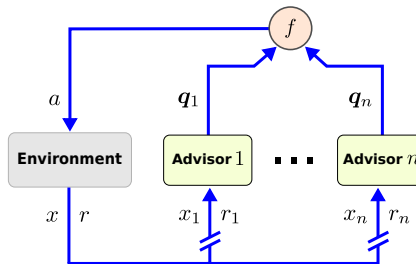 f
a
q₁
qₙ
Environment
Advisor 1
Advisor n
x r
x₁ r₁
xₙ rₙ